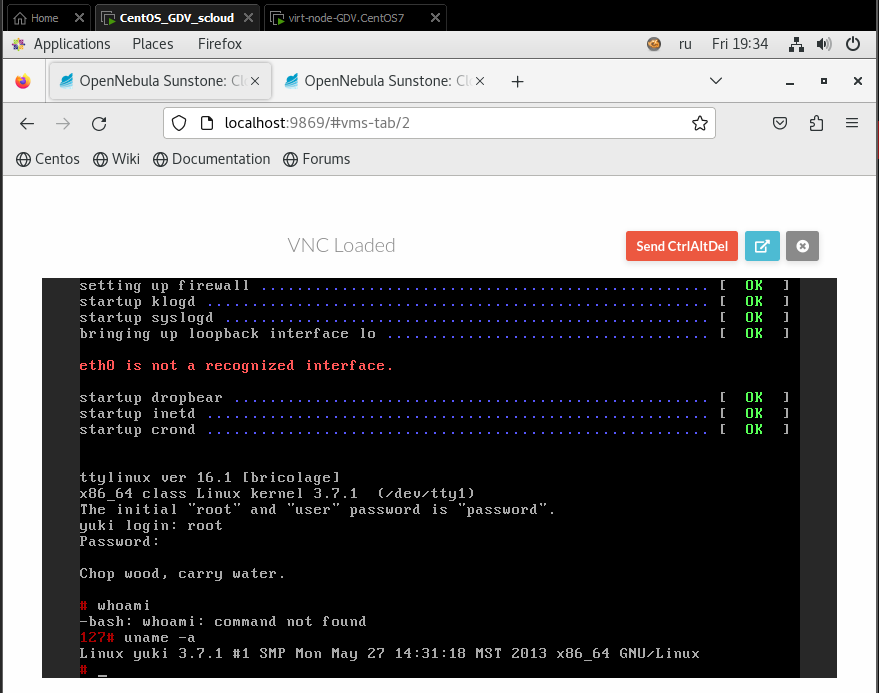 Home CentOS_GDV_scloud virt-node-GDV.CentOS7
Applications Places Firefox ru Fri 19:34
OpenNebula Sunstone: Cl OpenNebula Sunstone: Cl
localhost:9869/#vms-tab/2
Centos Wiki Documentation Forums
VNC Loaded Send CtrlAltDel
setting up firewall .................................................. [ OK ]
startup klogd ........................................................ [ OK ]
startup syslogd ...................................................... [ OK ]
bringing up loopback interface lo .................................... [ OK ]
eth0 is not a recognized interface.
startup dropbear ..................................................... [ OK ]
startup inetd ........................................................ [ OK ]
startup crond ........................................................ [ OK ]
ttylinux ver 16.1 [bricolage]
x86_64 class Linux kernel 3.7.1 (/dev/tty1)
The initial "root" and "user" password is "password".
yuki login: root
Password:
Chop wood, carry water.
# whoami
-bash: whoami: command not found
127# uname -a
Linux yuki 3.7.1 #1 SMP Mon May 27 14:31:18 MST 2013 x86_64 GNU/Linux
# _